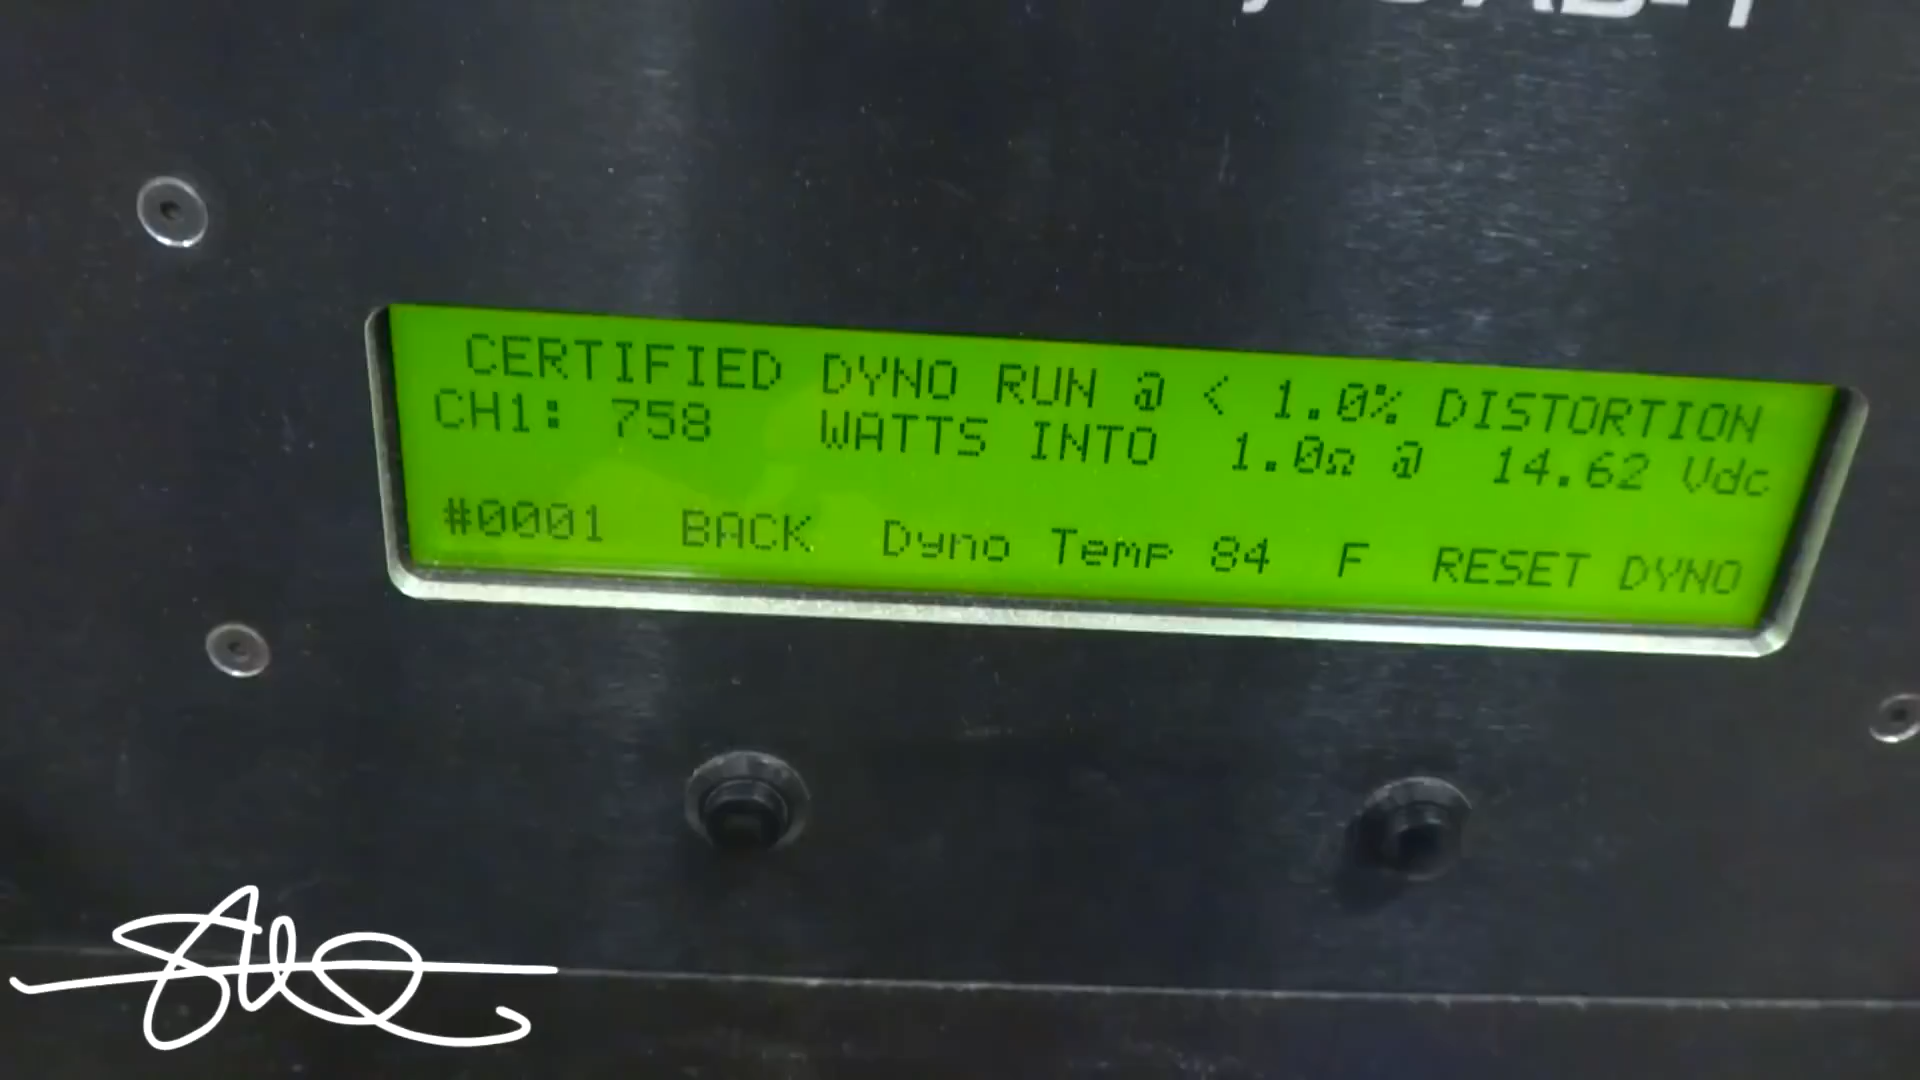 CERTIFIED DYNO RUN @ < 1.0% DISTORTION
CH1: 758 WATTS INTO 1.0Ω @ 14.62 Vdc
#0001 BACK Dyno Temp 84 F RESET DYNO